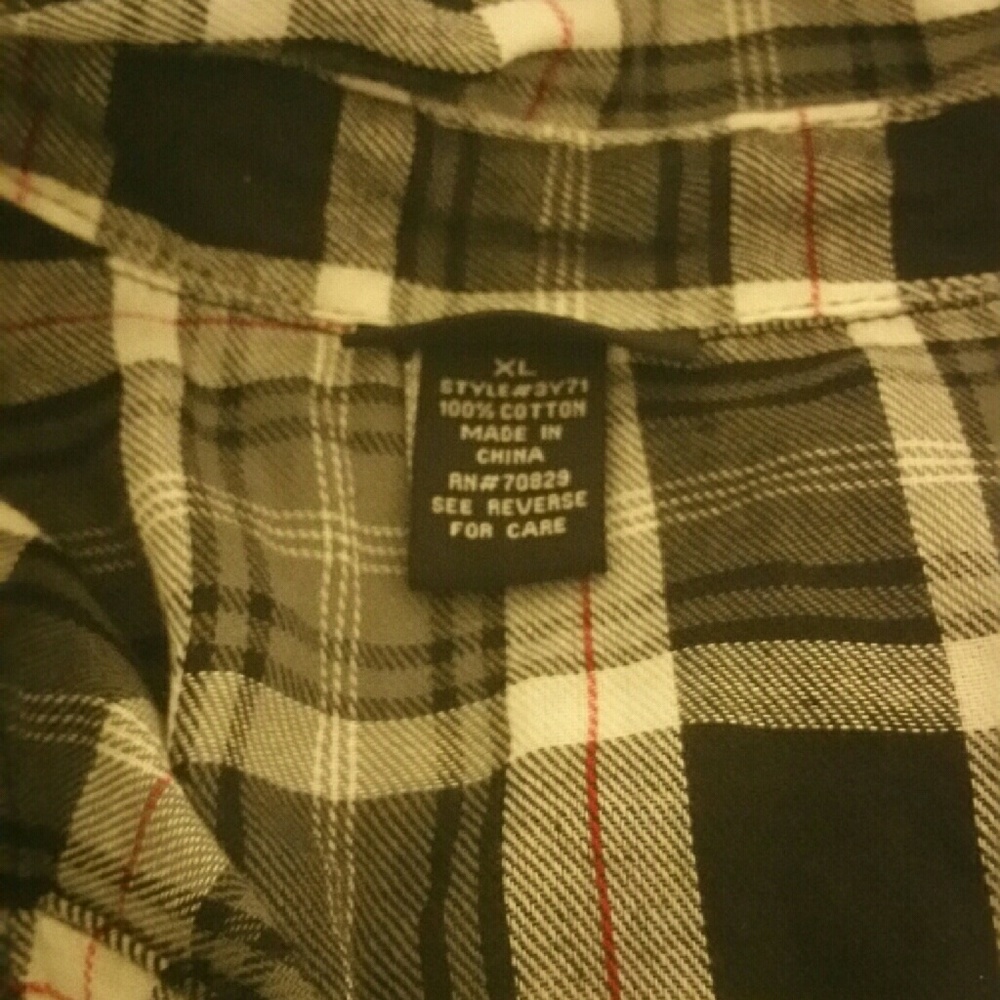 XL
STYLE#3Y71
100% COTTON
MADE IN
CHINA
RN#70829
SEE REVERSE
FOR CARE